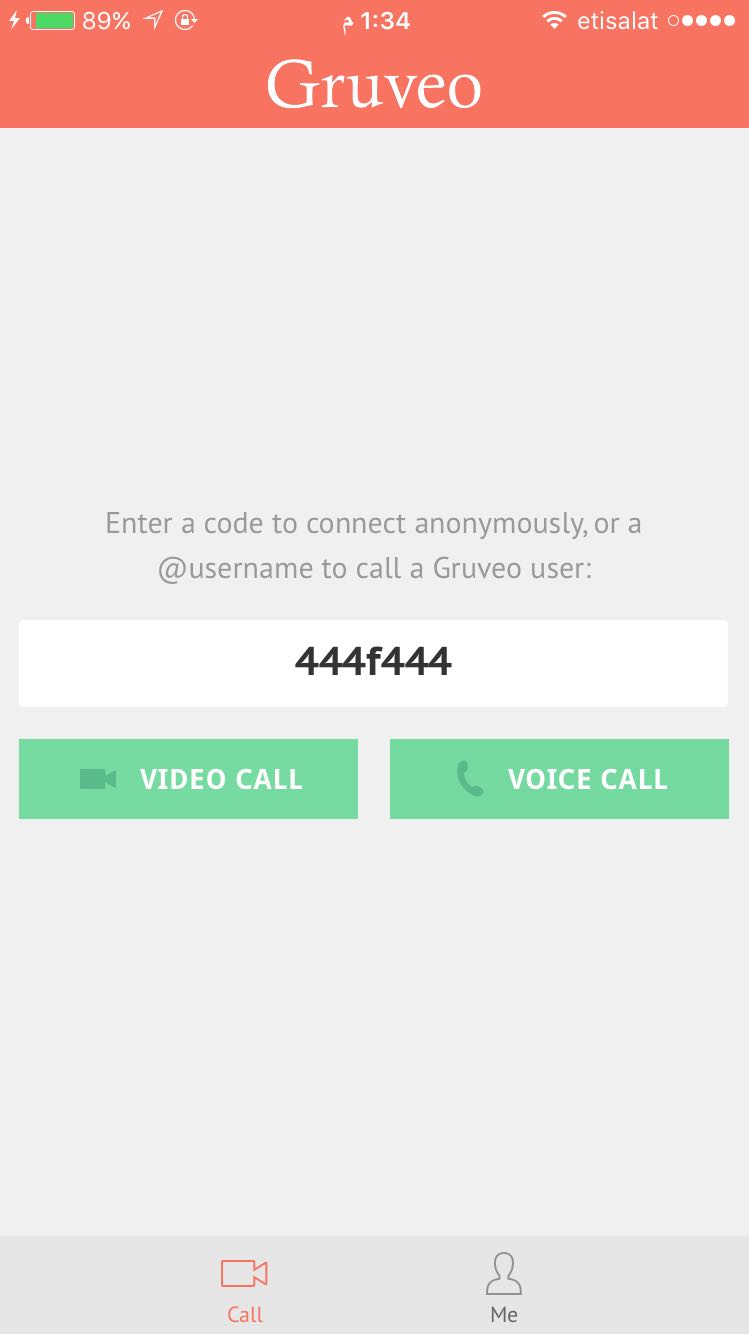 89% م 1:34 etisalat
Gruveo
Enter a code to connect anonymously, or a
@username to call a Gruveo user:
444f444
VIDEO CALL VOICE CALL
Call Me